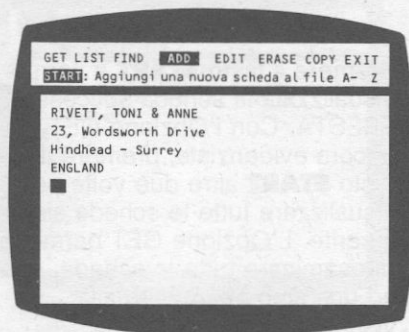 GET LIST FIND ADD EDIT ERASE COPY EXIT
START: Aggiungi una nuova scheda al file A- Z
RIVETT, TONI & ANNE
23, Wordsworth Drive
Hindhead - Surrey
ENGLAND